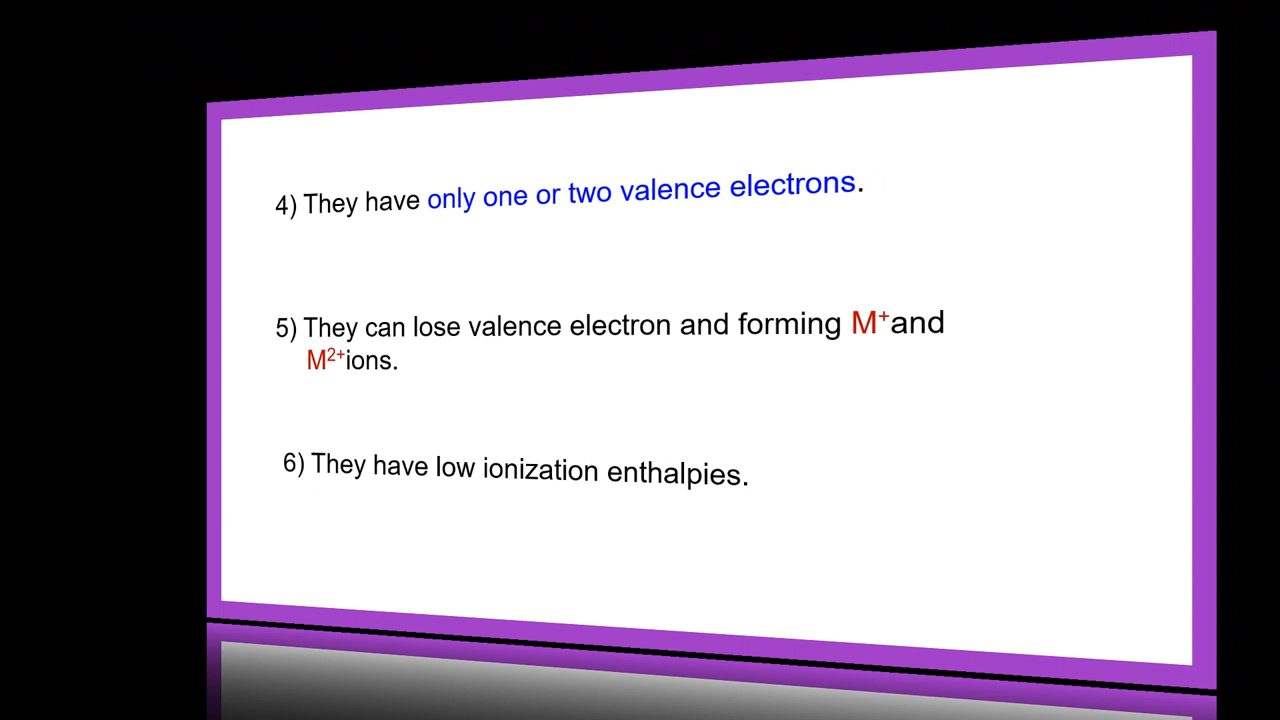 4) They have only one or two valence electrons.
5) They can lose valence electron and forming M⁺and
M²⁺ions.
6) They have low ionization enthalpies.